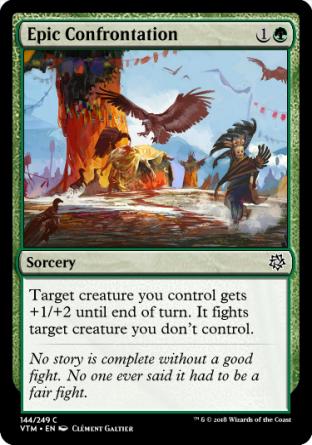 Epic Confrontation 1
Sorcery
Target creature you control gets
+1/+2 until end of turn. It fights
target creature you don't control.
No story is complete without a good
fight. No one ever said it had to be a
fair fight.
144/249 C
VTM • EN Clément Galtier
™ & © 2018 Wizards of the Coast